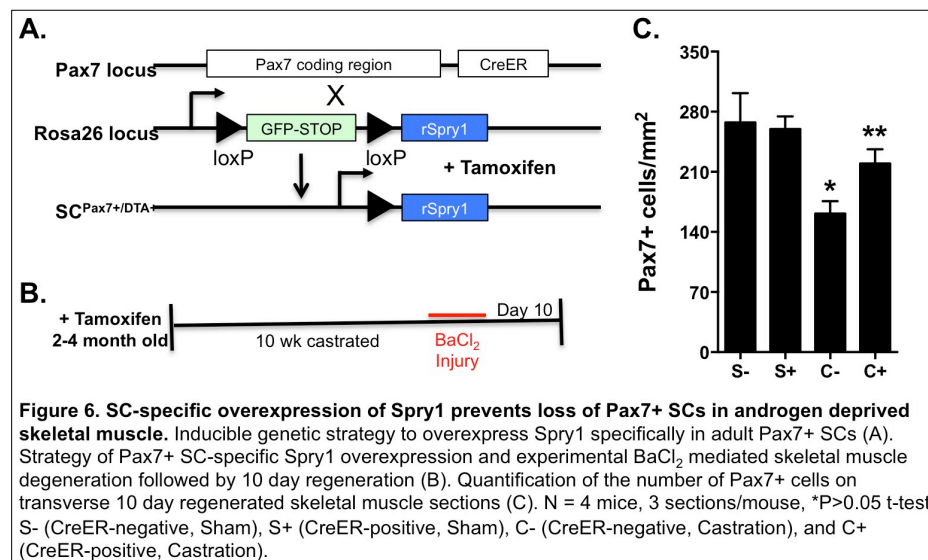 A.
Pax7 locus
Pax7 coding region
CreER
X
Rosa26 locus
GFP-STOP
rSpry1
loxP
loxP
+ Tamoxifen
SCPax7+/DTA+
rSpry1
B.
+ Tamoxifen
2-4 month old
10 wk castrated
BaCl2
Injury
Day 10
C.
Pax7+ cells/mm2
350
280
210
140
70
0
*
**
S-
S+
C-
C+
Figure 6. SC-specific overexpression of Spry1 prevents loss of Pax7+ SCs in androgen deprived
skeletal muscle. Inducible genetic strategy to overexpress Spry1 specifically in adult Pax7+ SCs (A).
Strategy of Pax7+ SC-specific Spry1 overexpression and experimental BaCl2 mediated skeletal muscle
degeneration followed by 10 day regeneration (B). Quantification of the number of Pax7+ cells on
transverse 10 day regenerated skeletal muscle sections (C). N = 4 mice, 3 sections/mouse, *P>0.05 t-test
S- (CreER-negative, Sham), S+ (CreER-positive, Sham), C- (CreER-negative, Castration), and C+
(CreER-positive, Castration).